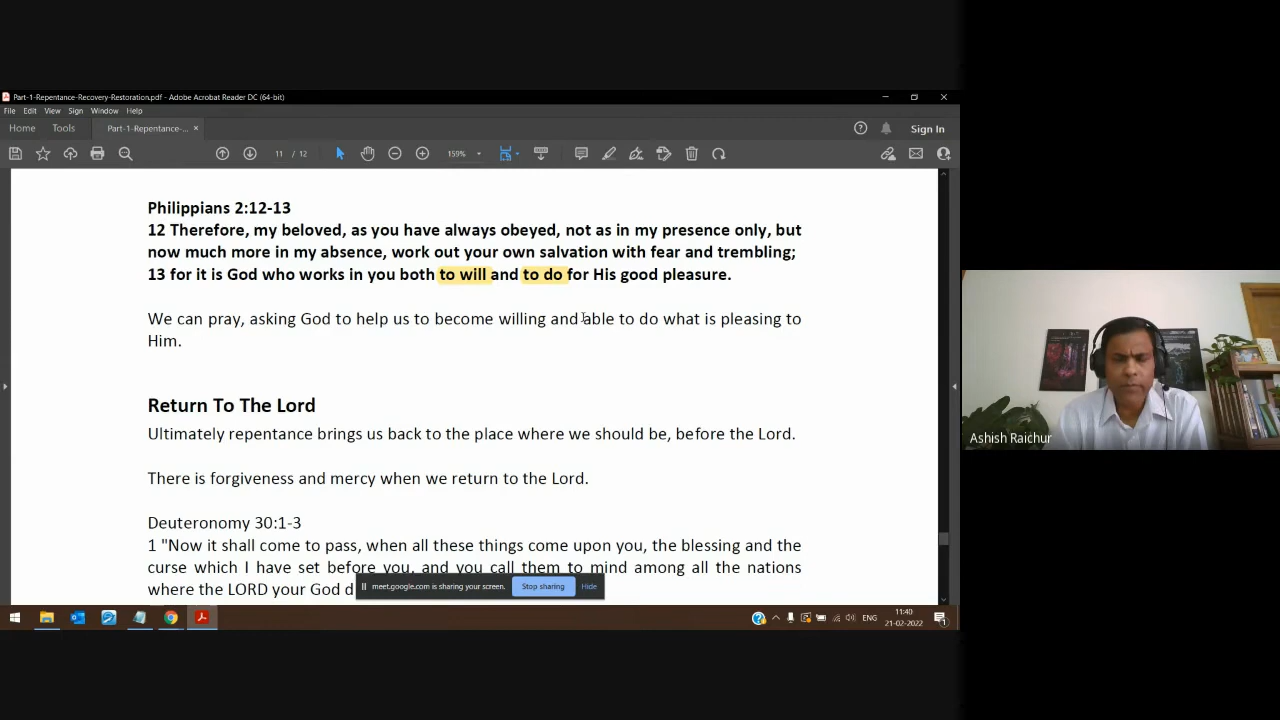 Part-1-Repentance-Recovery-Restoration.pdf - Adobe Acrobat Reader DC (64-bit)
File Edit View Sign Window Help
Home Tools Part-1-Repentance-... × Sign In
11 / 12 159%
Philippians 2:12-13
12 Therefore, my beloved, as you have always obeyed, not as in my presence only, but
now much more in my absence, work out your own salvation with fear and trembling;
13 for it is God who works in you both to will and to do for His good pleasure.
We can pray, asking God to help us to become willing and able to do what is pleasing to
Him.
Return To The Lord
Ultimately repentance brings us back to the place where we should be, before the Lord.
There is forgiveness and mercy when we return to the Lord.
Deuteronomy 30:1-3
1 "Now it shall come to pass, when all these things come upon you, the blessing and the
curse which I have set before you, and you call them to mind among all the nations
where the LORD your God d
meet.google.com is sharing your screen. Stop sharing Hide
ENG 11:40
21-02-2022
Ashish Raichur